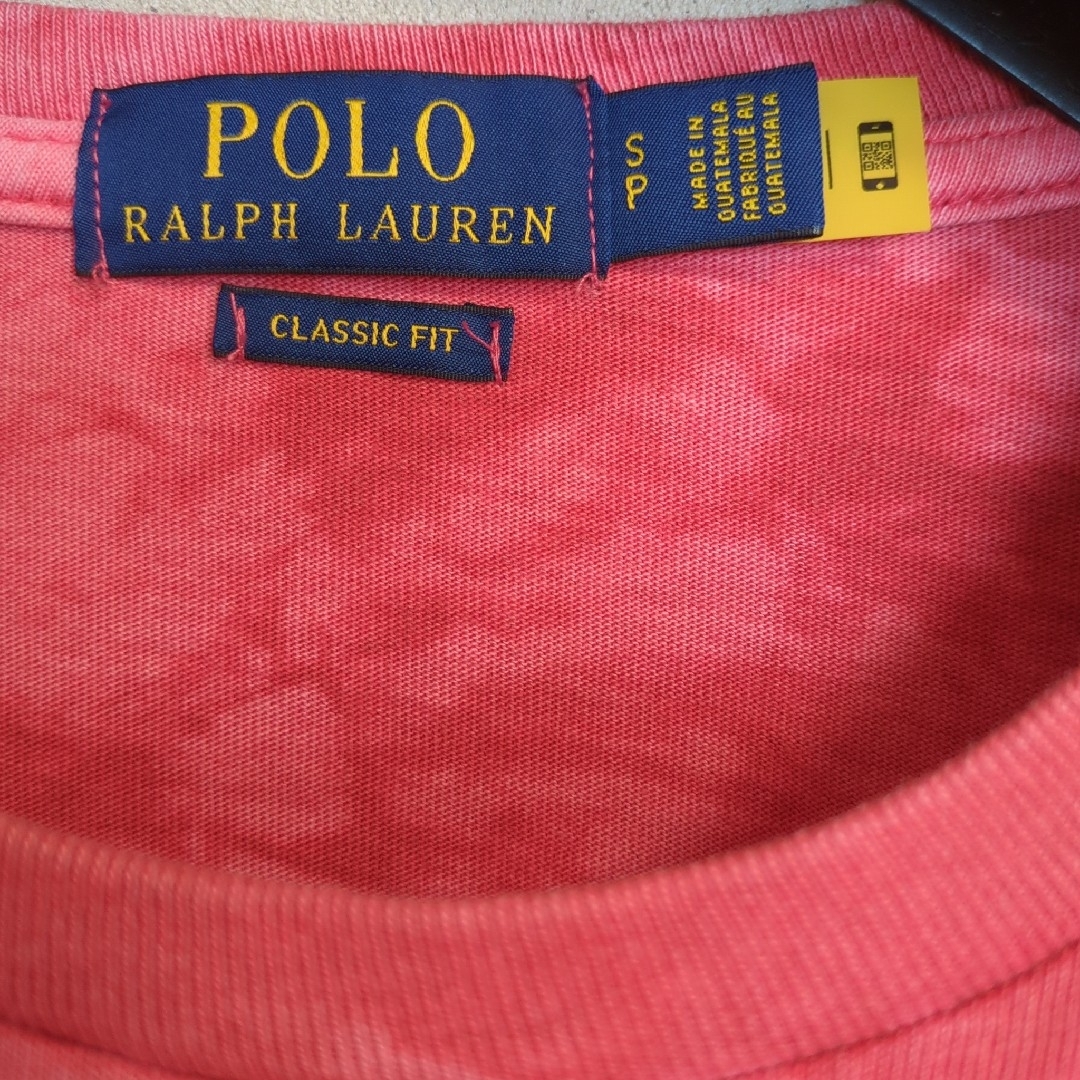 POLO
RALPH LAUREN
CLASSIC FIT
S
P
MADE IN
GUATEMALA
FABRIQUÉ AU
GUATEMALA